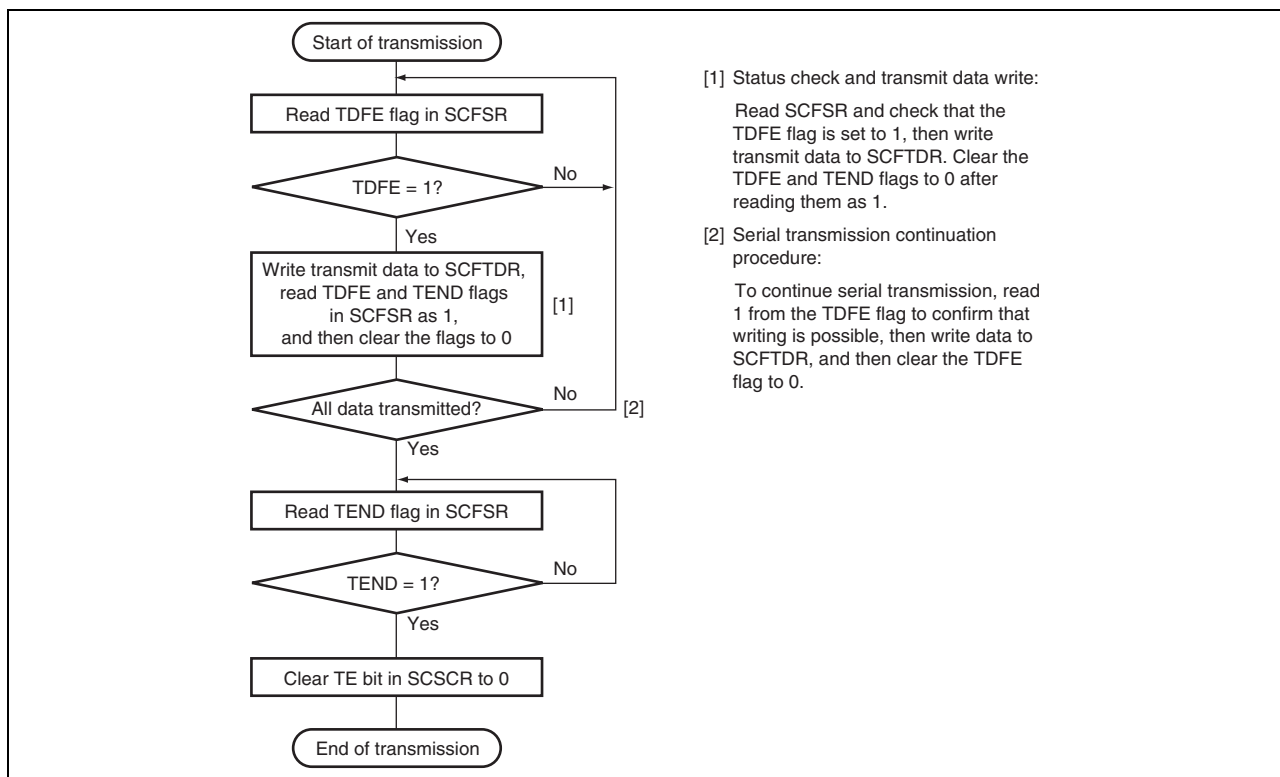 Start of transmission
Read TDFE flag in SCFSR
TDFE = 1?
No
Yes
Write transmit data to SCFTDR,
read TDFE and TEND flags
in SCFSR as 1,
and then clear the flags to 0
[1]
All data transmitted?
No
[2]
Yes
Read TEND flag in SCFSR
TEND = 1?
No
Yes
Clear TE bit in SCSCR to 0
End of transmission
[1] Status check and transmit data write:
Read SCFSR and check that the
TDFE flag is set to 1, then write
transmit data to SCFTDR. Clear the
TDFE and TEND flags to 0 after
reading them as 1.
[2] Serial transmission continuation
procedure:
To continue serial transmission, read
1 from the TDFE flag to confirm that
writing is possible, then write data to
SCFTDR, and then clear the TDFE
flag to 0.